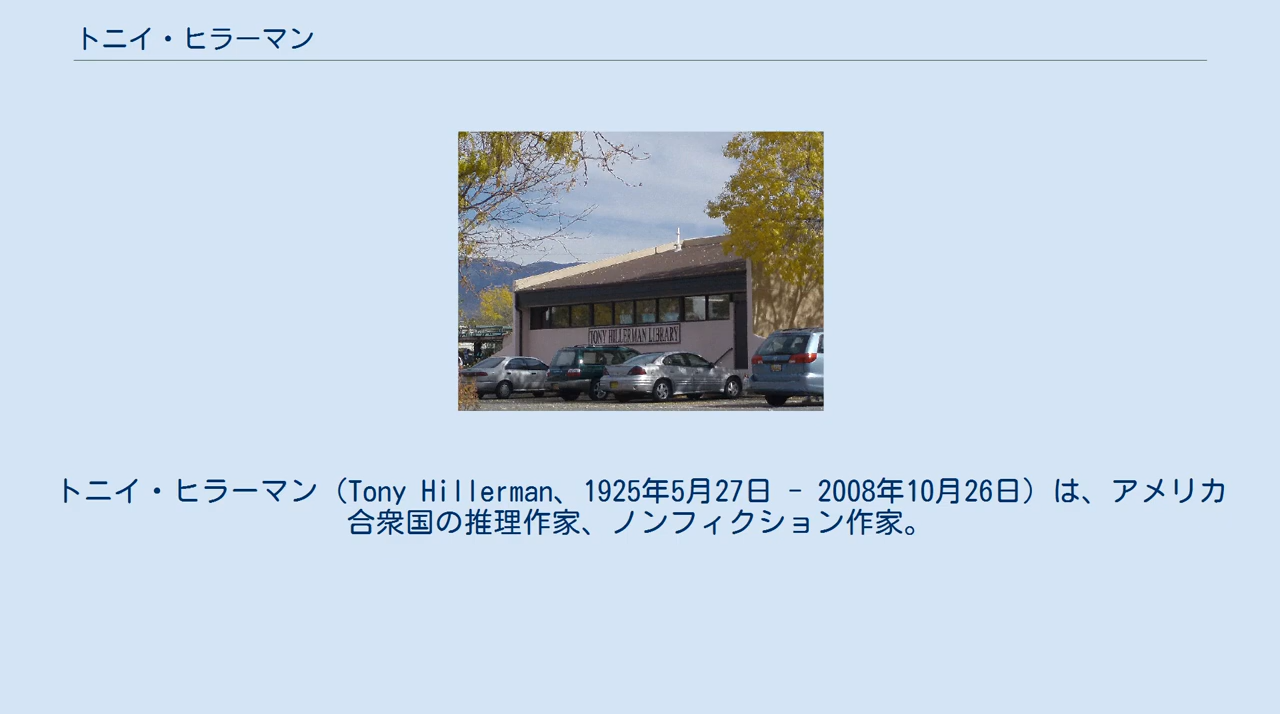 トニイ・ヒラーマン
TONY HILLERMAN LIBRARY
トニイ・ヒラーマン（Tony Hillerman、1925年5月27日 - 2008年10月26日）は、アメリカ
合衆国の推理作家、ノンフィクション作家。